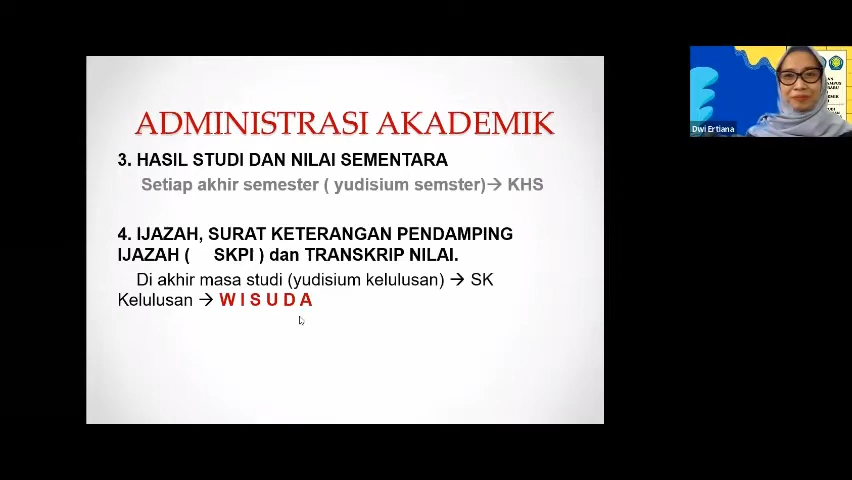 ADMINISTRASI AKADEMIK
3. HASIL STUDI DAN NILAI SEMENTARA
Setiap akhir semester ( yudisium semster)→ KHS
4. IJAZAH, SURAT KETERANGAN PENDAMPING
IJAZAH ( SKPI ) dan TRANSKRIP NILAI.
Di akhir masa studi (yudisium kelulusan) → SK
Kelulusan → W I S U D A
Dwi Ertiana